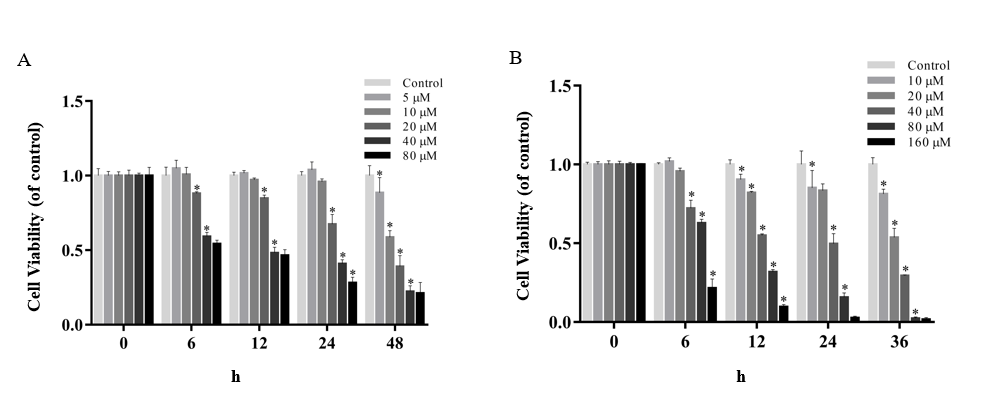 A
Control
5 μM
10 μM
20 μM
40 μM
80 μM
Cell Viability (of control)
1.5
1.0
0.5
0.0
* * * * * * * * * * * *
0 6 12 24 48
h
B
Control
10 μM
20 μM
40 μM
80 μM
160 μM
Cell Viability (of control)
1.5
1.0
0.5
0.0
* * * * * * * * * * * * * * *
0 6 12 24 36
h